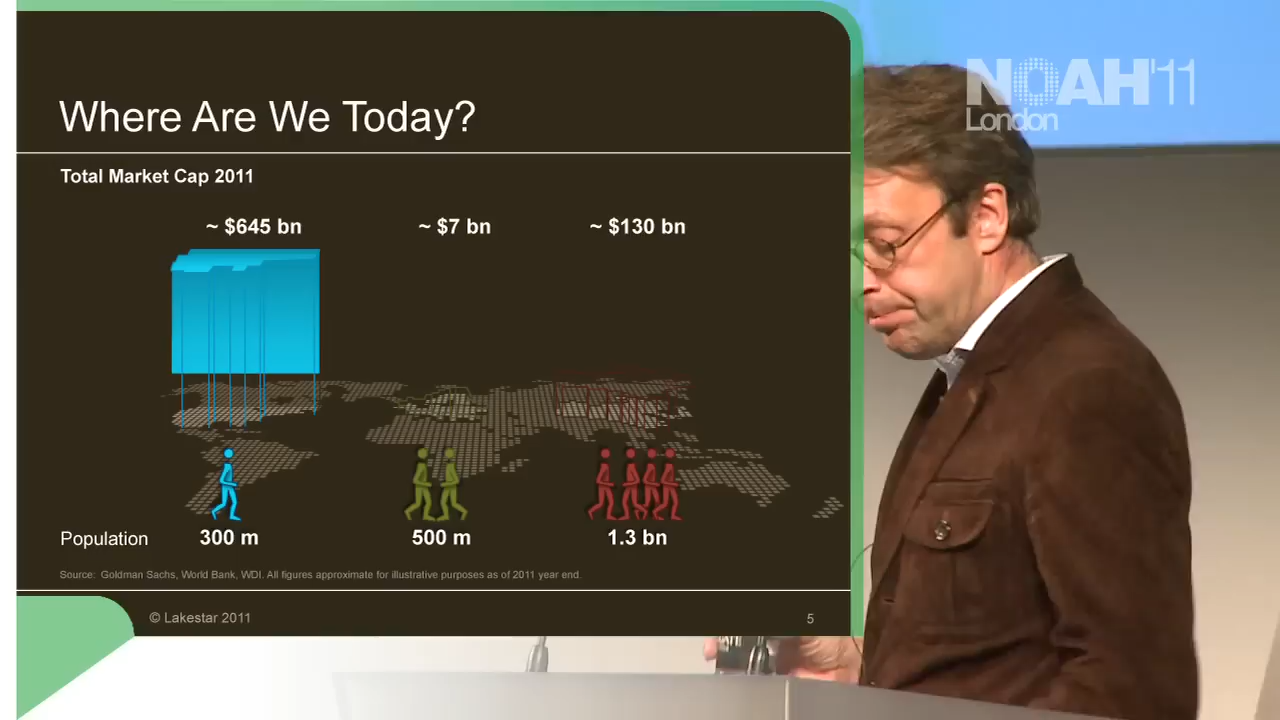 Where Are We Today?
Total Market Cap 2011
~ $645 bn ~ $7 bn ~ $130 bn
Population 300 m 500 m 1.3 bn
Source: Goldman Sachs, World Bank, WDI. All figures approximate for illustrative purposes as of 2011 year end.
© Lakestar 2011 5
NOAH'11
London